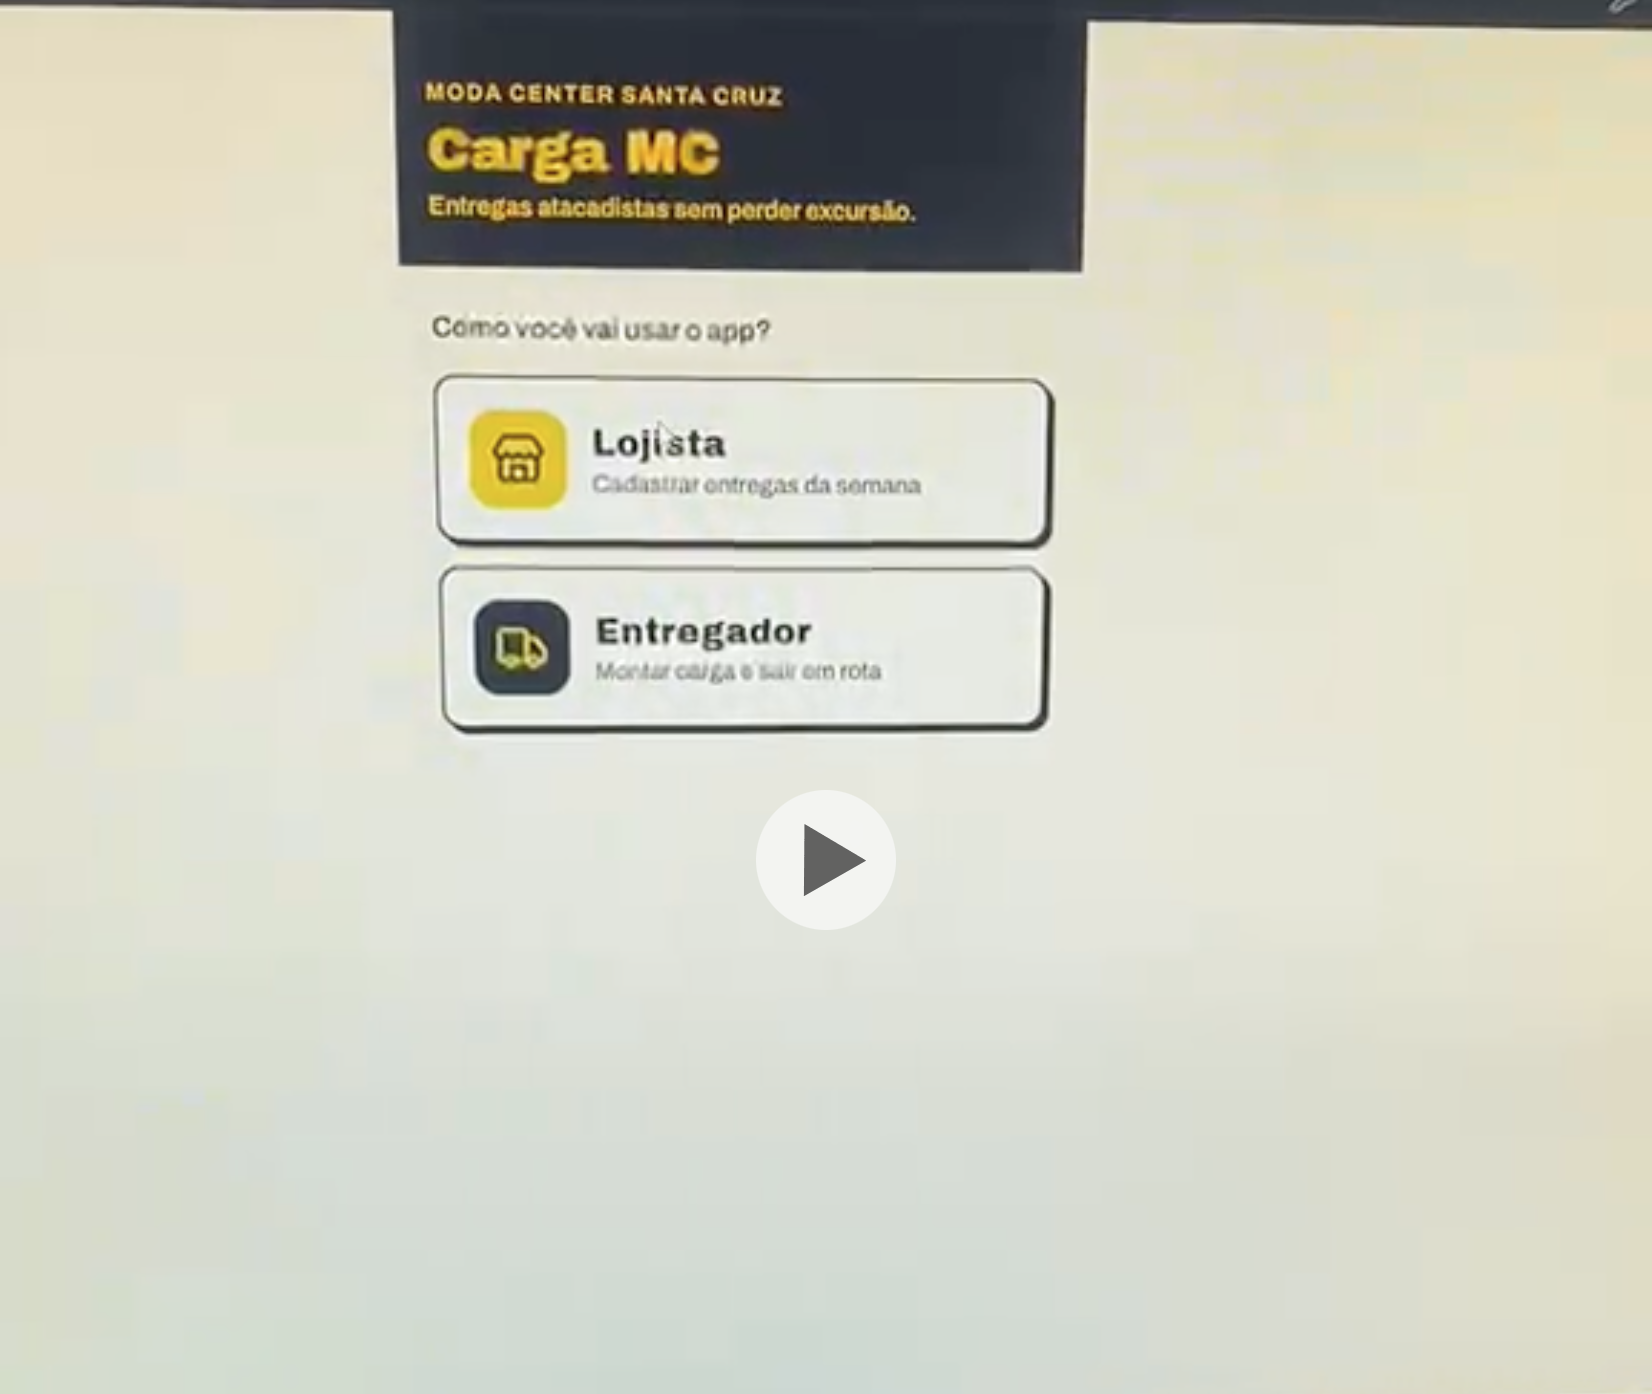 MODA CENTER SANTA CRUZ
Carga MC
Entregas atacadistas sem perder excursão.
Como você vai usar o app?
Lojista
Cadastrar entregas da semana
Entregador
Montar carga e sair em rota